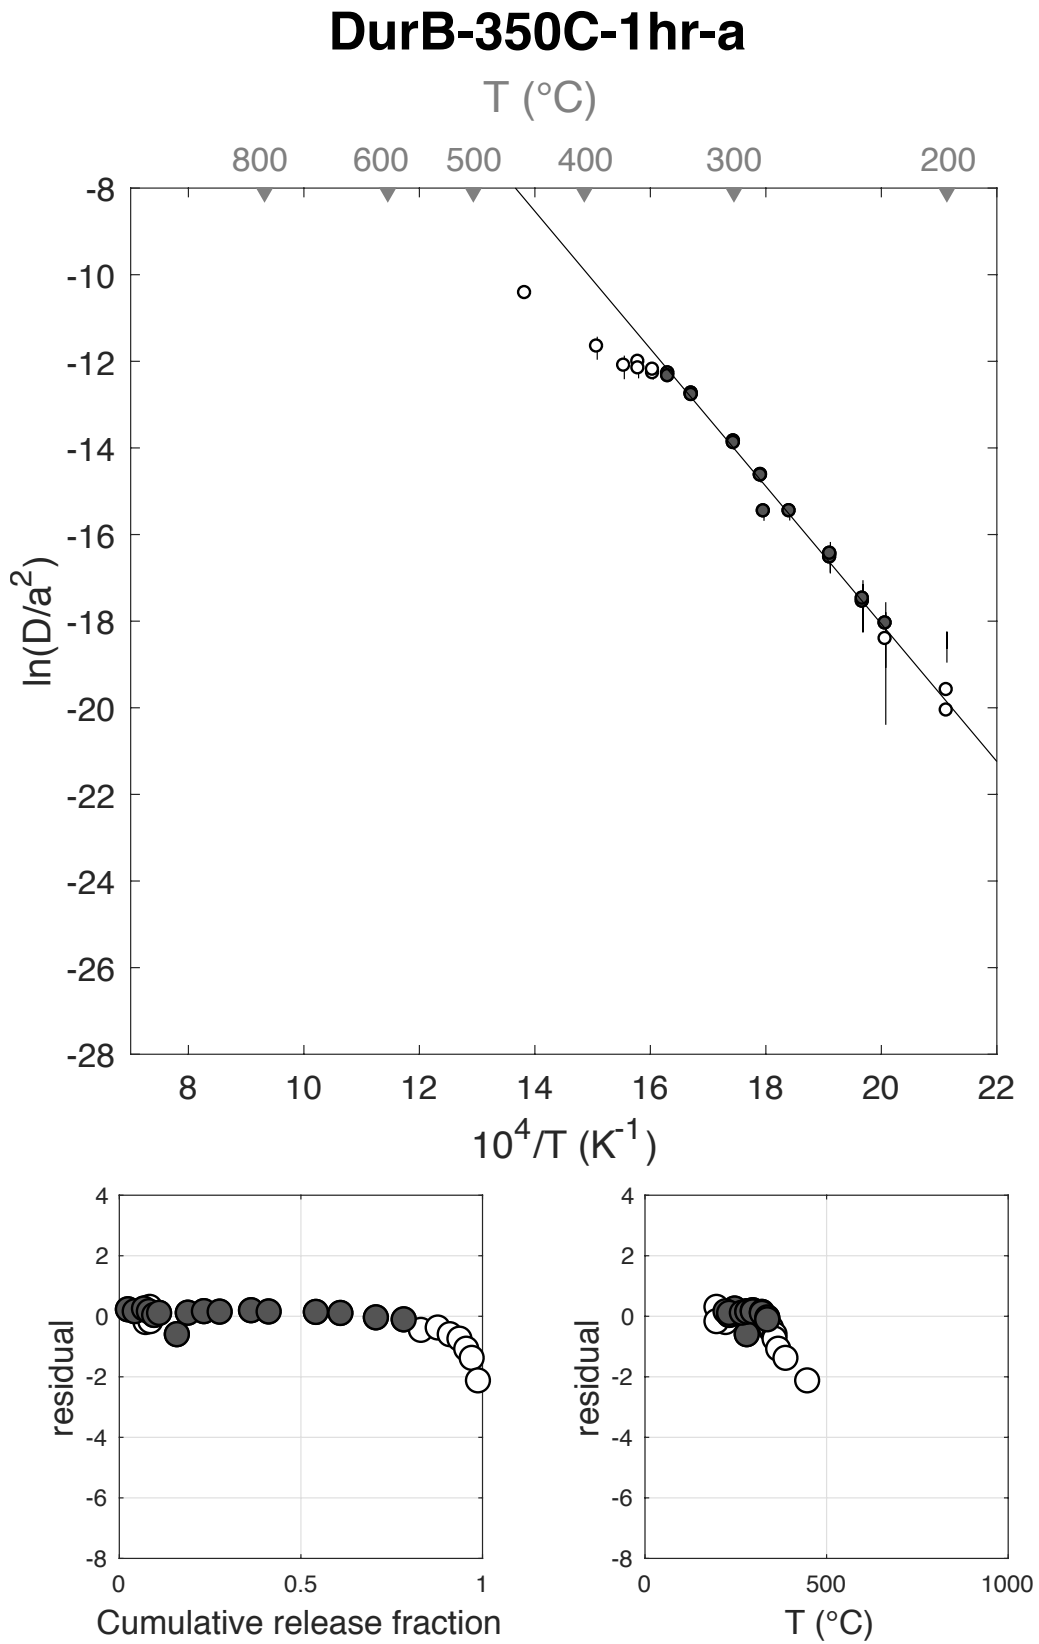 DurB-350C-1hr-a
T (°C)
800 600 500 400 300 200
-8
-10
-12
-14
-16
-18
-20
-22
-24
-26
-28
ln(D/a²)
8 10 12 14 16 18 20 22
10⁴/T (K⁻¹)
4
2
0
-2
-4
-6
-8
residual
0 0.5 1
Cumulative release fraction
4
2
0
-2
-4
-6
-8
residual
0 500 1000
T (°C)